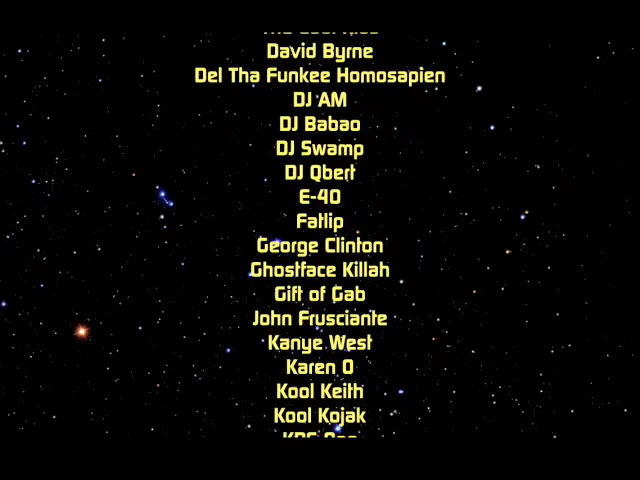 David Byrne
Del Tha Funkee Homosapien
DJ AM
DJ Babao
DJ Swamp
DJ Qbert
E-40
Fatlip
George Clinton
Ghostface Killah
Gift of Gab
John Frusciante
Kanye West
Karen O
Kool Keith
Kool Kojak